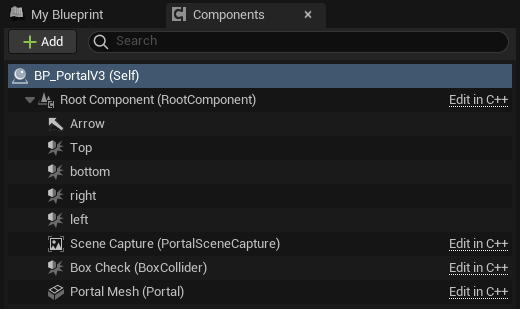 My Blueprint
Components
Add
Search
BP_PortalV3 (Self)
Root Component (RootComponent) Edit in C++
Arrow
Top
bottom
right
left
Scene Capture (PortalSceneCapture) Edit in C++
Box Check (BoxCollider) Edit in C++
Portal Mesh (Portal) Edit in C++